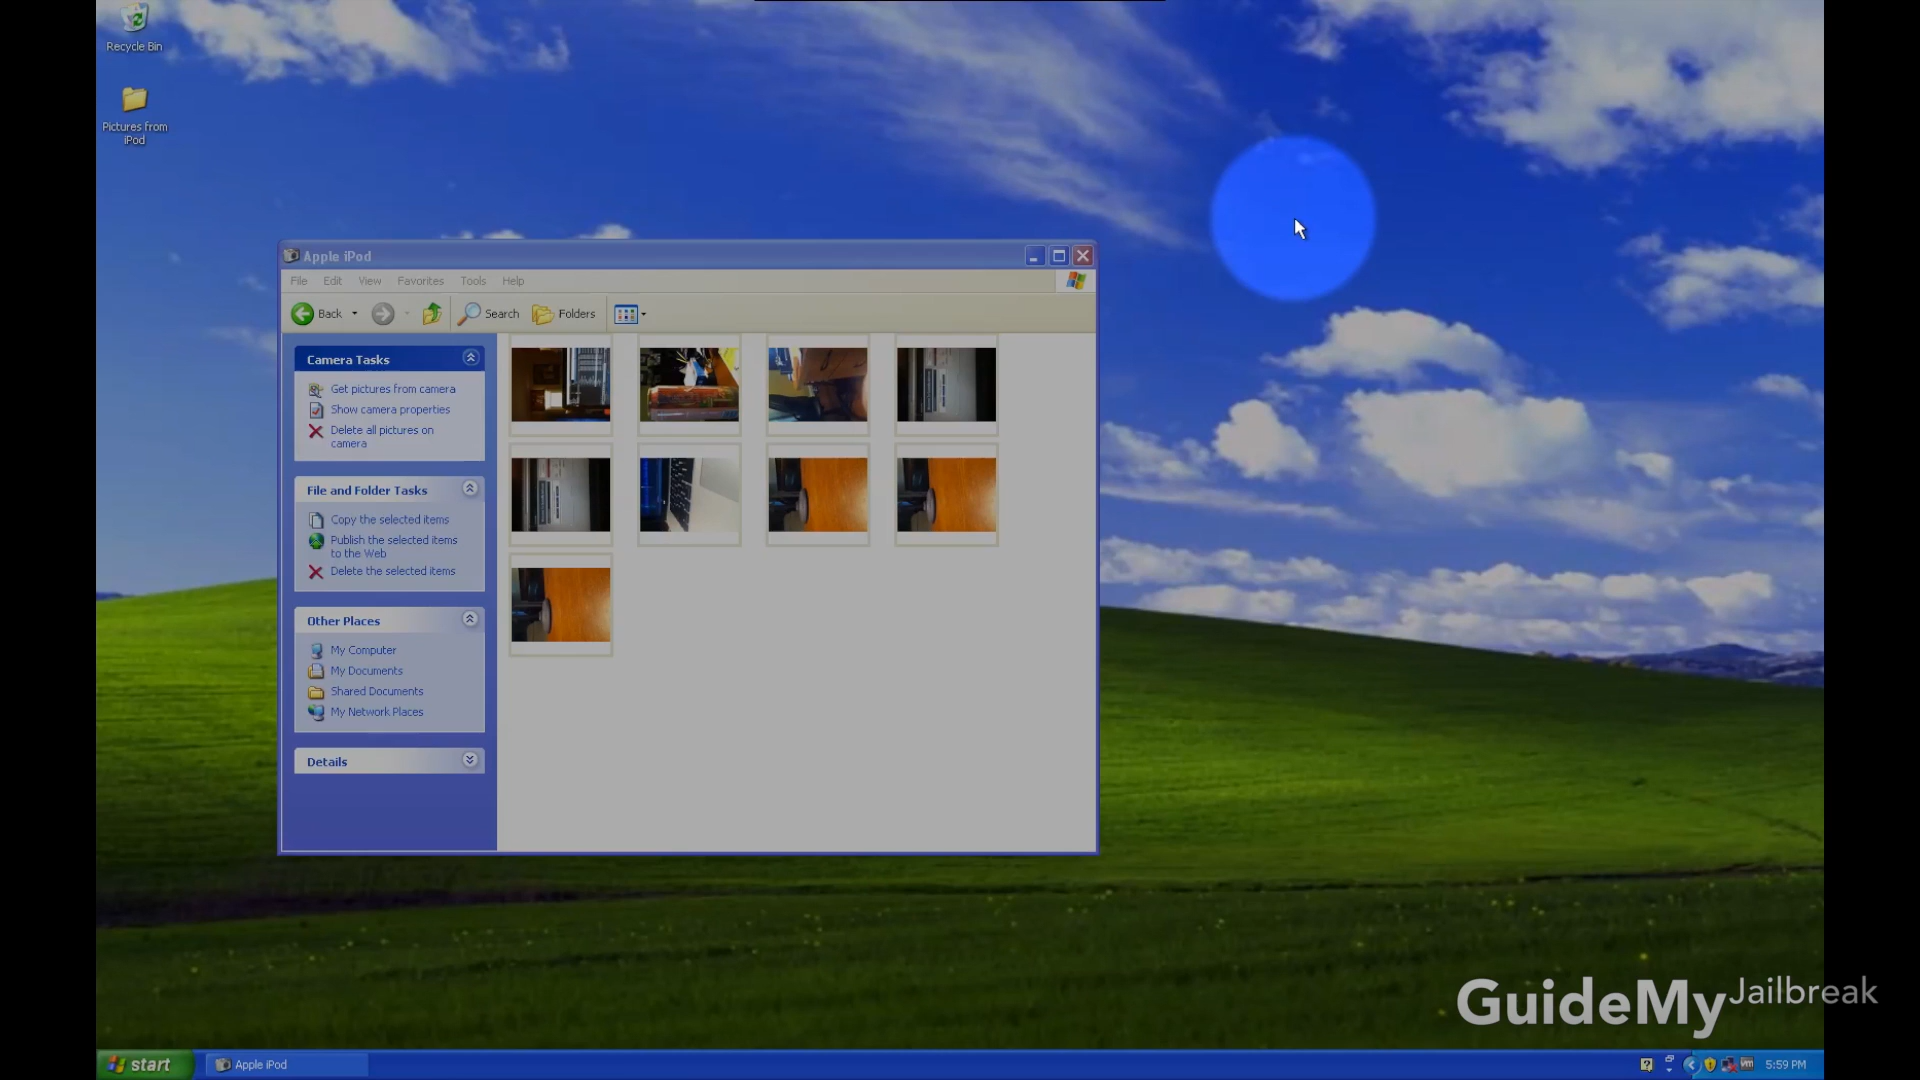 Recycle Bin
Pictures from
iPod
Apple iPod
File Edit View Favorites Tools Help
Back Search Folders
Camera Tasks
Get pictures from camera
Show camera properties
Delete all pictures on
camera
File and Folder Tasks
Copy the selected items
Publish the selected items
to the Web
Delete the selected items
Other Places
My Computer
My Documents
Shared Documents
My Network Places
Details
GuideMyJailbreak
start Apple iPod 5:59 PM